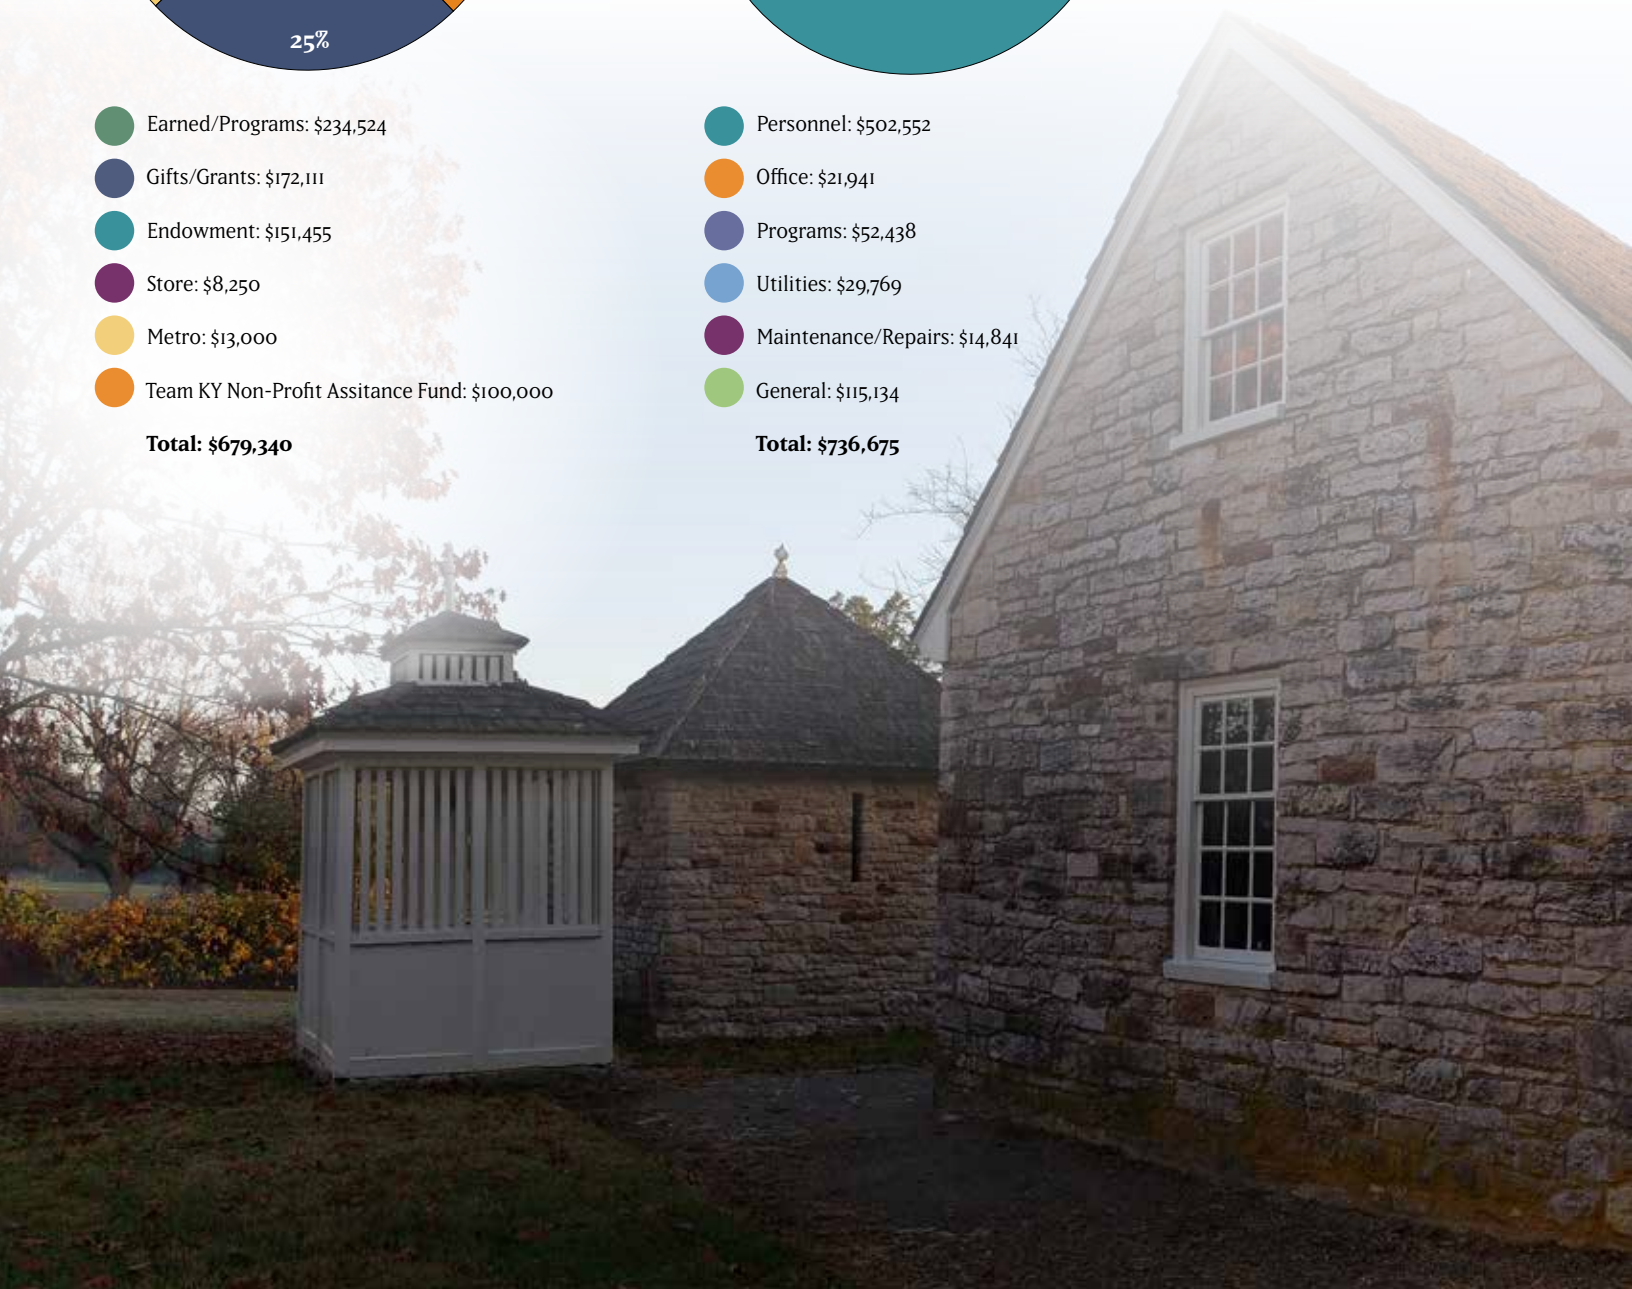 25%
Earned/Programs: $234,524
Gifts/Grants: $172,111
Endowment: $151,455
Store: $8,250
Metro: $13,000
Team KY Non-Profit Assitance Fund: $100,000
Total: $679,340
Personnel: $502,552
Office: $21,941
Programs: $52,438
Utilities: $29,769
Maintenance/Repairs: $14,841
General: $115,134
Total: $736,675